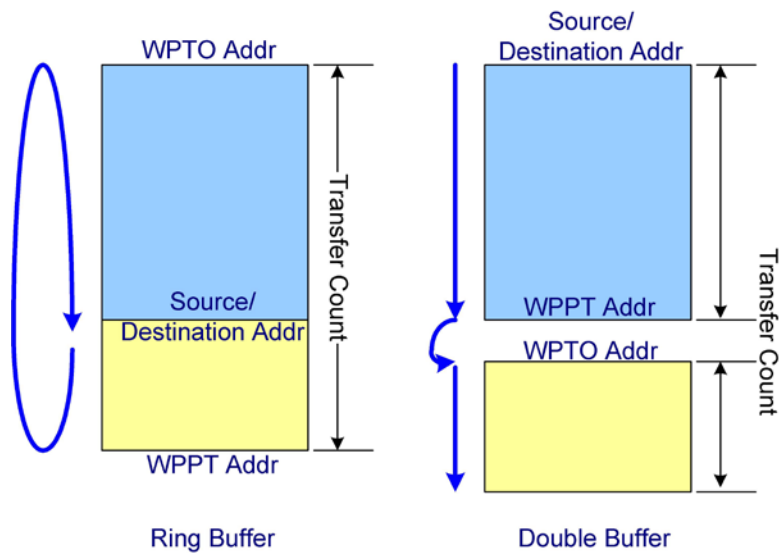 WPTO Addr
Transfer Count
Source/
Destination Addr
WPPT Addr
Ring Buffer
Source/
Destination Addr
WPPT Addr
WPTO Addr
Transfer Count
Double Buffer